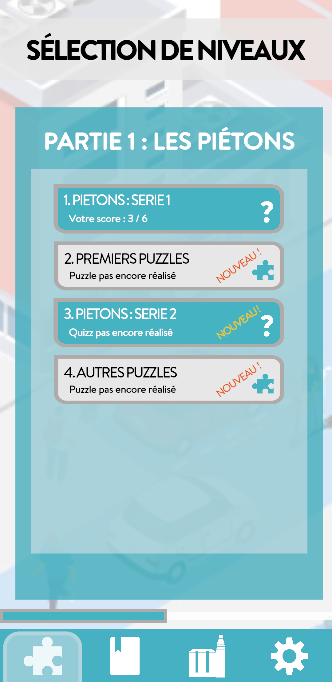 SÉLECTION DE NIVEAUX
PARTIE 1 : LES PIÉTONS
1. PIETONS : SERIE 1
Votre score : 3 / 6
?
2. PREMIERS PUZZLES
Puzzle pas encore réalisé
NOUVEAU !
3. PIETONS : SERIE 2
Quizz pas encore réalisé
NOUVEAU!
?
4. AUTRES PUZZLES
Puzzle pas encore réalisé
NOUVEAU !